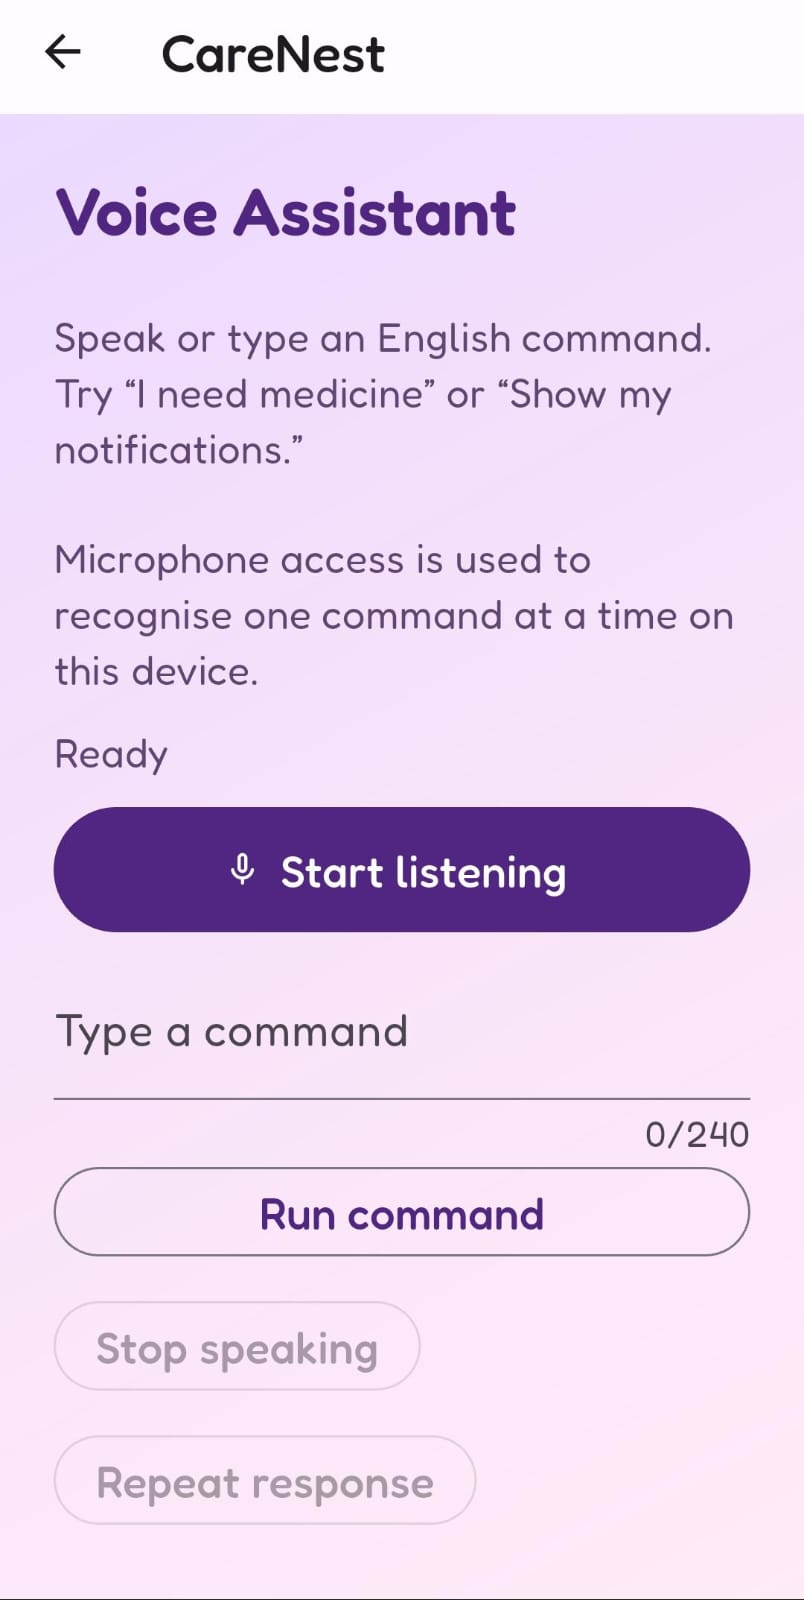 CareNest
Voice Assistant
Speak or type an English command.
Try “I need medicine” or “Show my
notifications.”
Microphone access is used to
recognise one command at a time on
this device.
Ready
Start listening
Type a command
0/240
Run command
Stop speaking
Repeat response